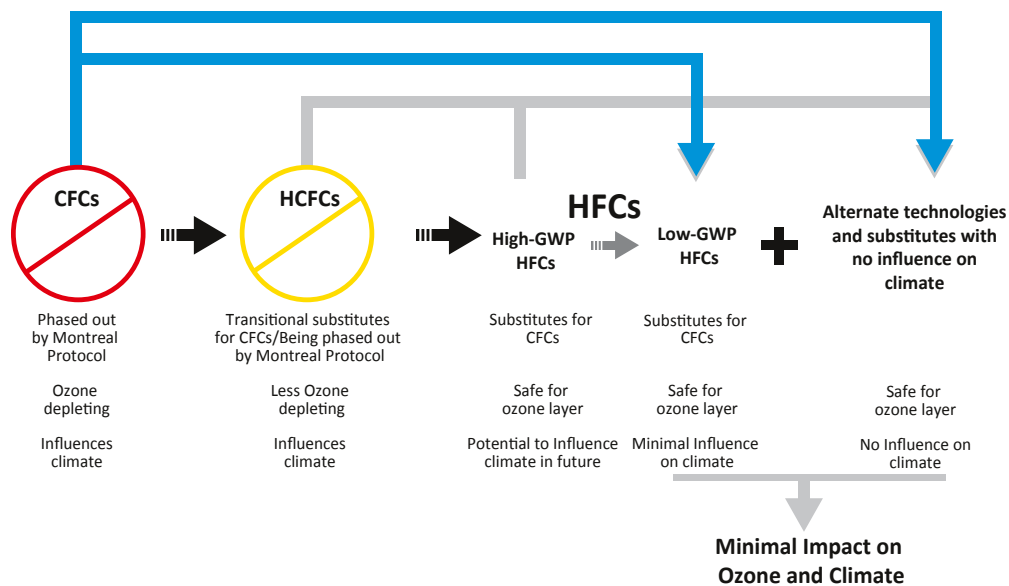 CFCs
HCFCs
HFCs
High-GWP
HFCs
Low-GWP
HFCs
Alternate technologies
and substitutes with
no influence on
climate
Phased out
by Montreal
Protocol
Transitional substitutes
for CFCs/Being phased out
by Montreal Protocol
Substitutes for
CFCs
Substitutes for
CFCs
Ozone
depleting
Less Ozone
depleting
Safe for
ozone layer
Safe for
ozone layer
Safe for
ozone layer
Influences
climate
Influences
climate
Potential to Influence
climate in future
Minimal Influence
on climate
No Influence on
climate
Minimal Impact on
Ozone and Climate